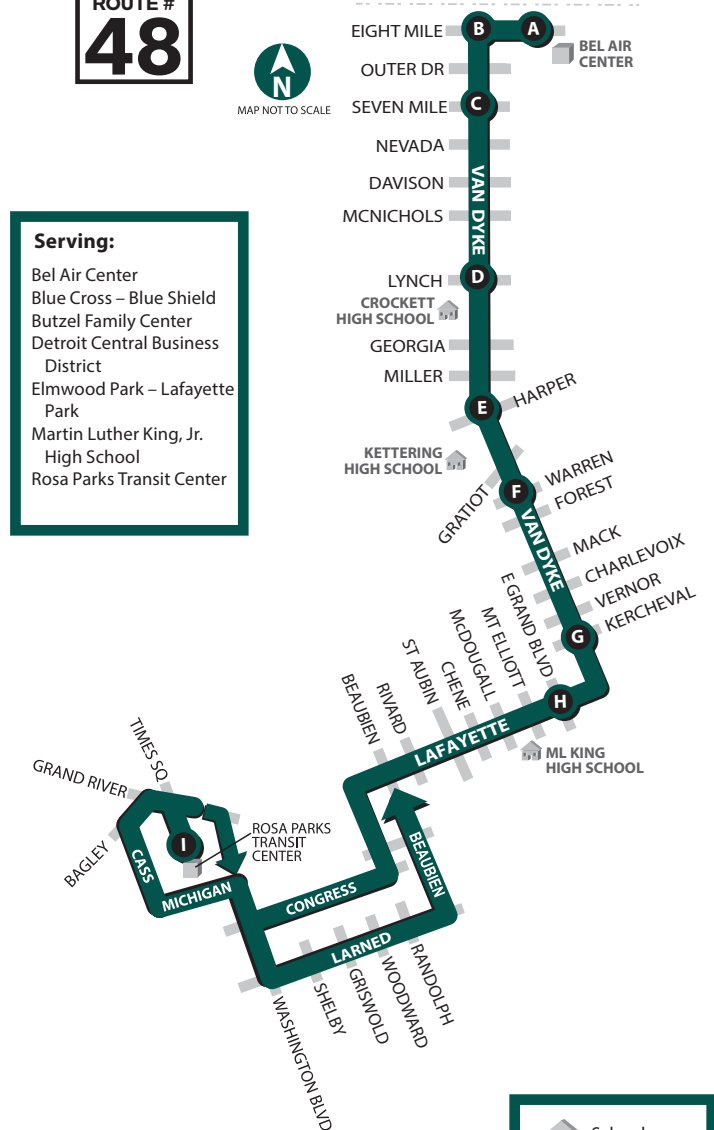 ROUTE #
48
N
MAP NOT TO SCALE
EIGHT MILE
B
A
BEL AIR
CENTER
OUTER DR
SEVEN MILE
C
NEVADA
DAVISON
MCNICHOLS
VAN DYKE
LYNCH
D
CROCKETT
HIGH SCHOOL
GEORGIA
MILLER
E
HARPER
KETTERING
HIGH SCHOOL
GRATIOT
F
WARREN
FOREST
VAN DYKE
MACK
CHARLEVOIX
VERNOR
KERCHEVAL
G
E GRAND BLVD
MT ELLIOTT
McDOUGALL
CHENE
ST AUBIN
RIVARD
BEAUBIEN
H
LAFAYETTE
ML KING
HIGH SCHOOL
Serving:
Bel Air Center
Blue Cross – Blue Shield
Butzel Family Center
Detroit Central Business
District
Elmwood Park – Lafayette
Park
Martin Luther King, Jr.
High School
Rosa Parks Transit Center
TIMES SQ
GRAND RIVER
BAGLEY
I
ROSA PARKS
TRANSIT
CENTER
CASS
MICHIGAN
CONGRESS
BEAUBIEN
LARNED
RANDOLPH
WOODWARD
GRISWOLD
SHELBY
WASHINGTON BLVD